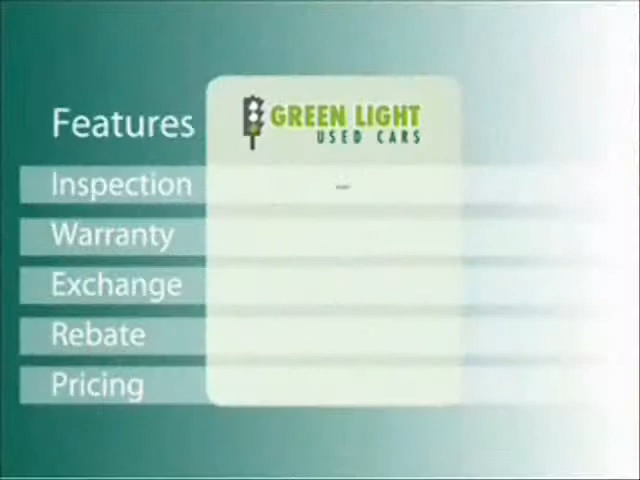 Features
GREEN LIGHT
USED CARS
Inspection
Warranty
Exchange
Rebate
Pricing